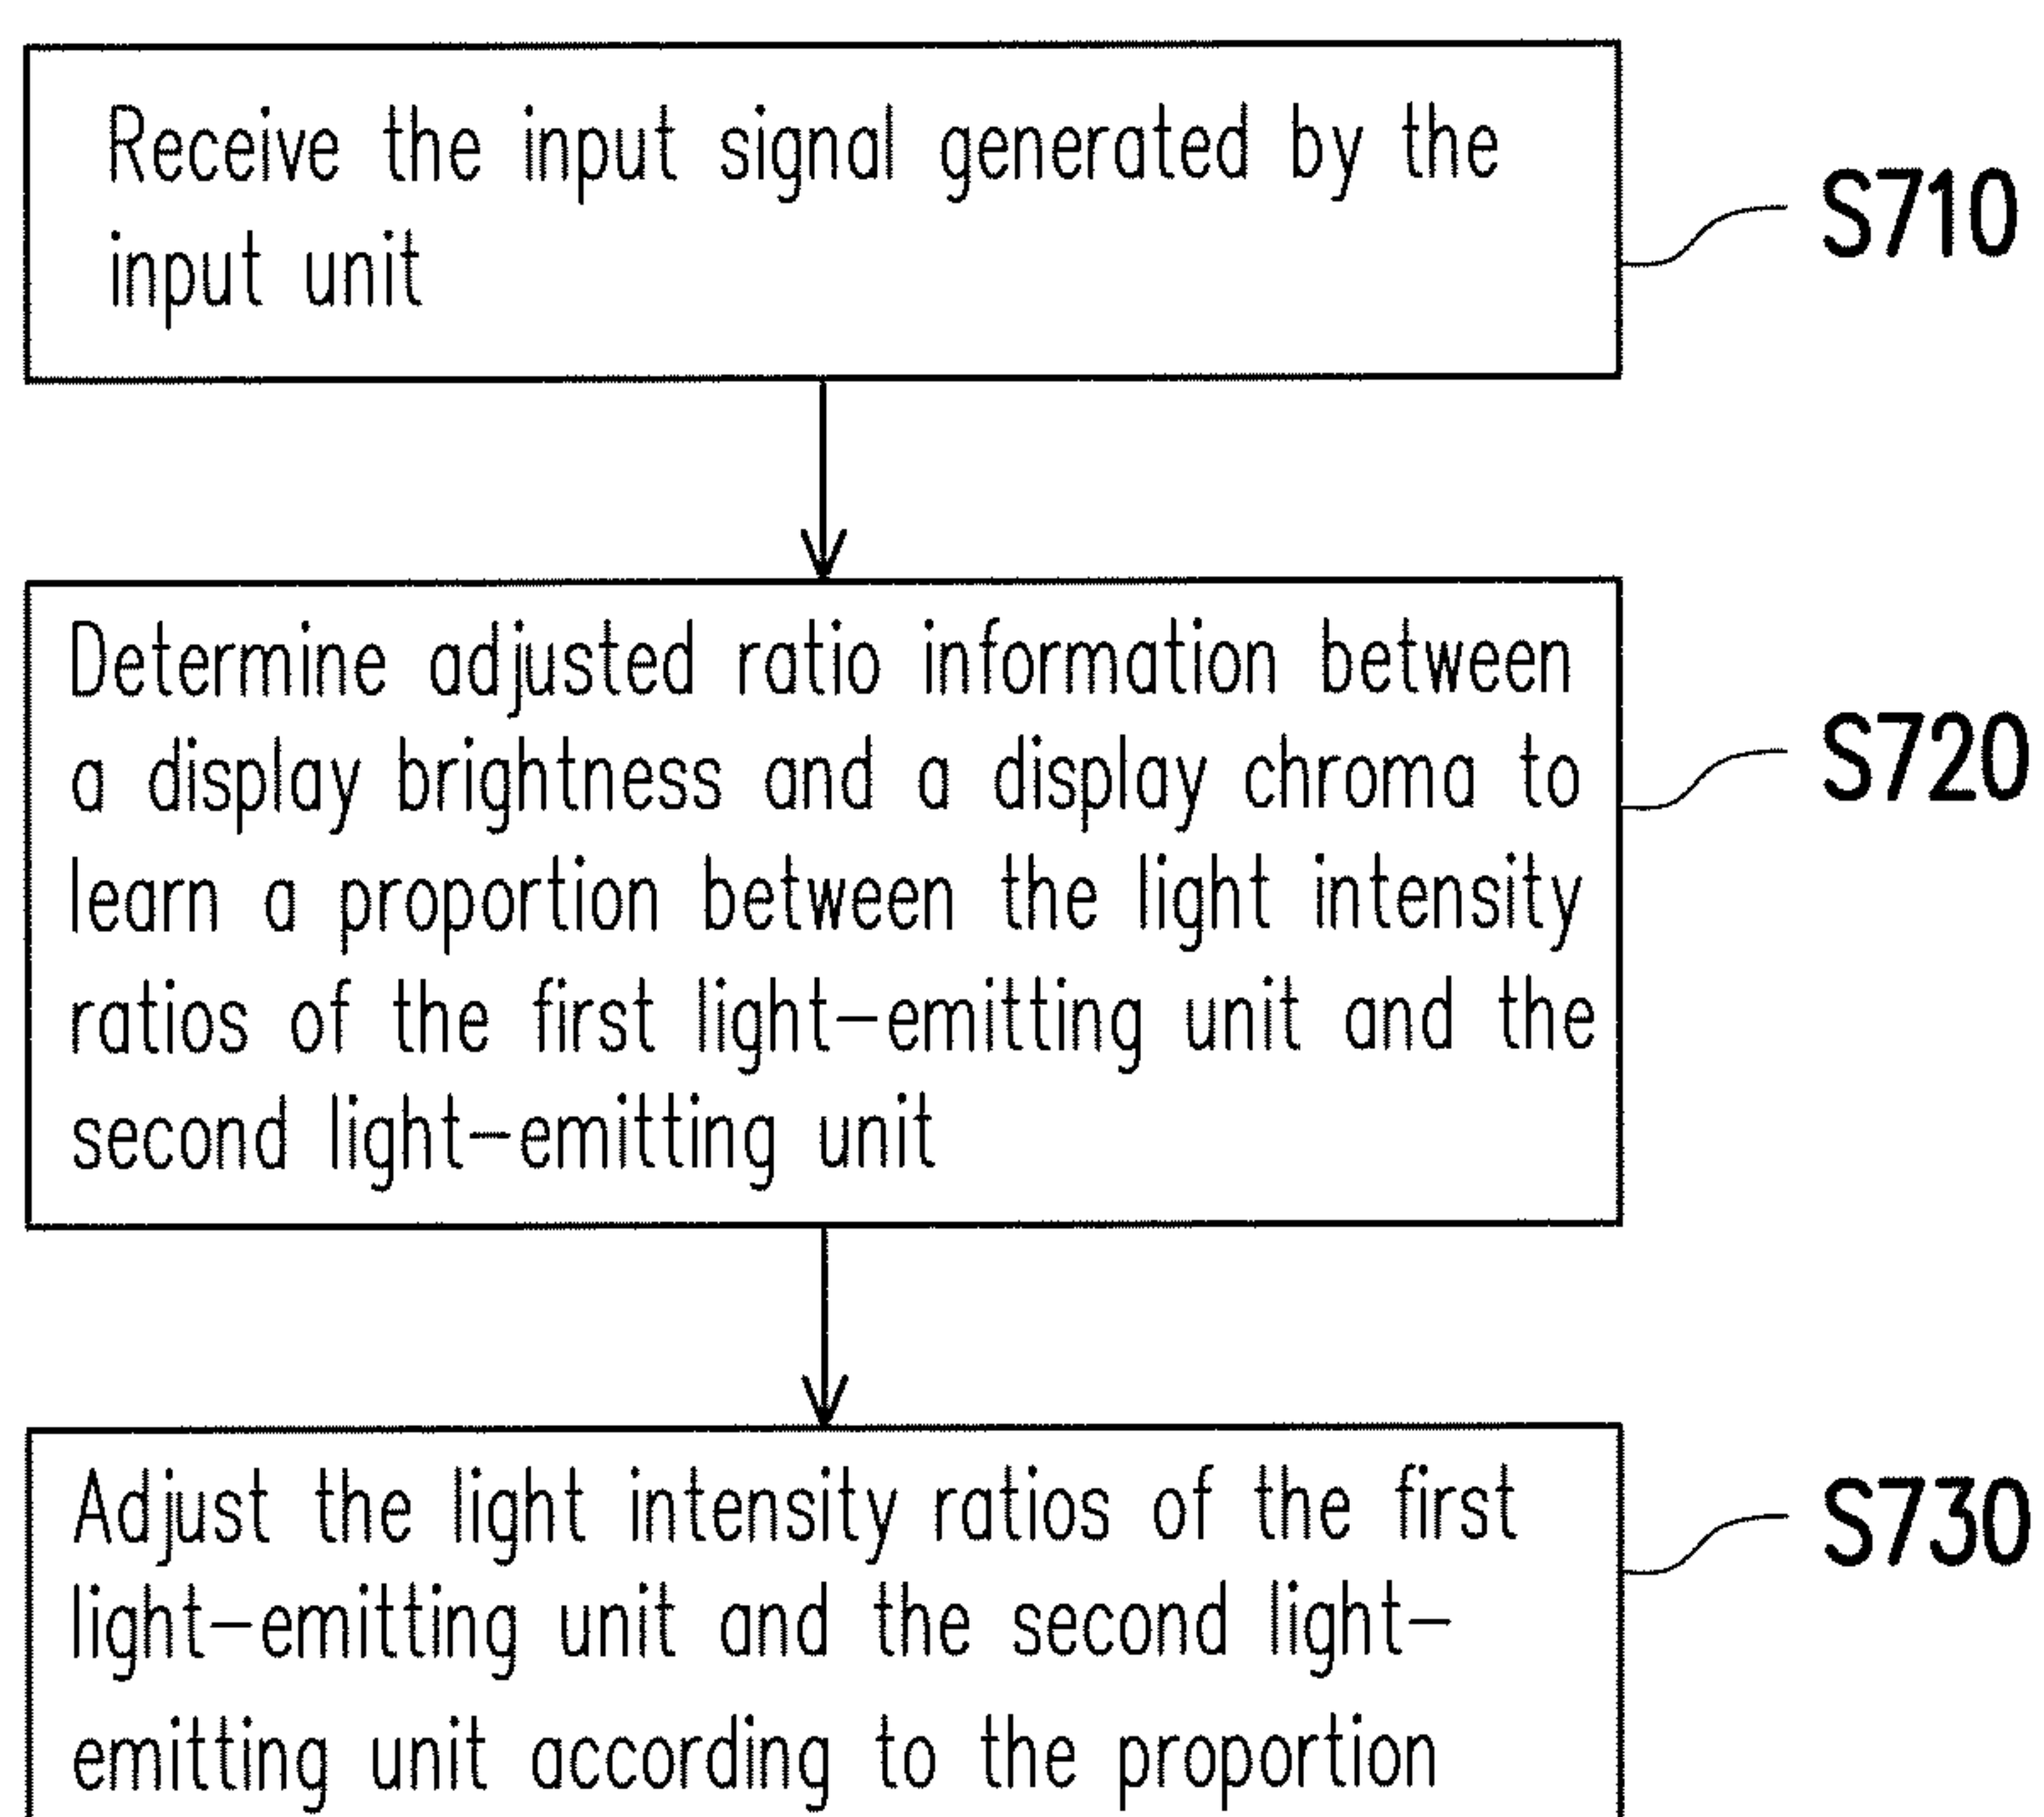 Receive the input signal generated by the
input unit
S710
Determine adjusted ratio information between
a display brightness and a display chroma to
learn a proportion between the light intensity
ratios of the first light-emitting unit and the
second light-emitting unit
S720
Adjust the light intensity ratios of the first
light-emitting unit and the second light-
emitting unit according to the proportion
S730